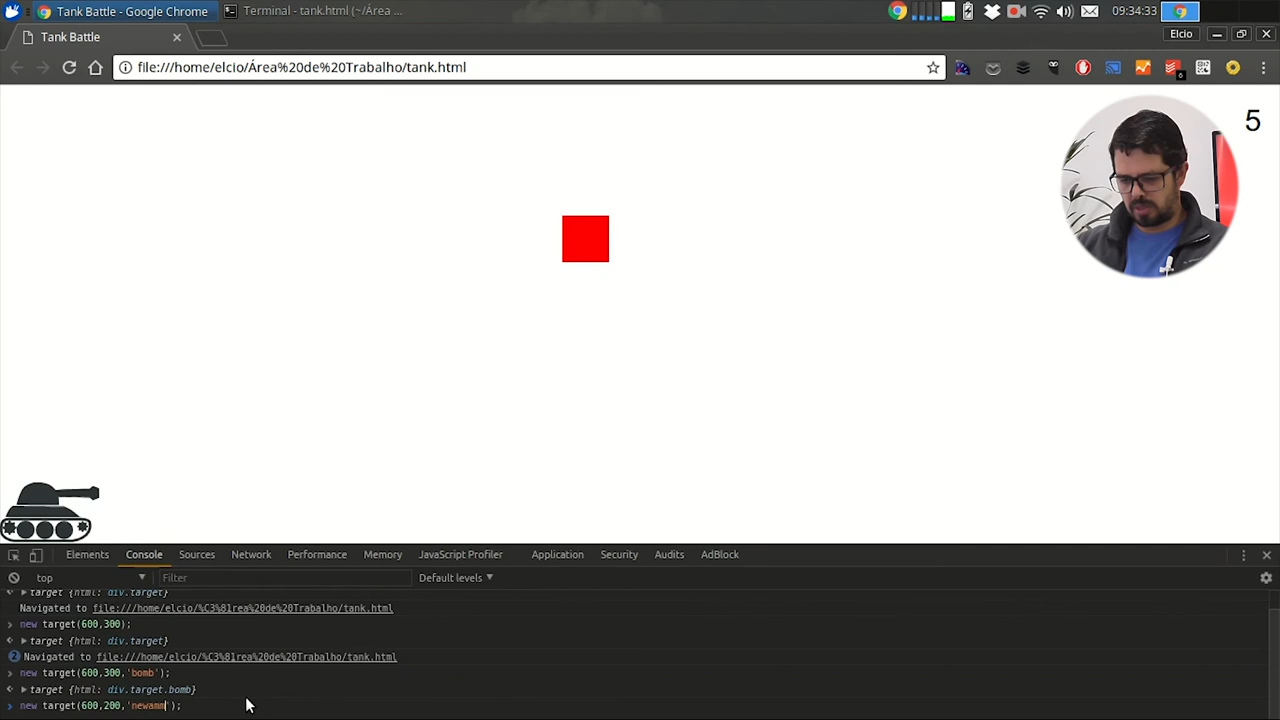 Tank Battle - Google Chrome
Terminal - tank.html [~/Área ...
09:34:33
Tank Battle
Elcio
file:///home/elcio/Área%20de%20Trabalho/tank.html
6
5
Elements Console Sources Network Performance Memory JavaScript Profiler Application Security Audits AdBlock
top Filter Default levels
target {html: div.target}
Navigated to file:///home/elcio/%C3%81rea%20de%20Trabalho/tank.html
new target(600,300);
target {html: div.target}
2 Navigated to file:///home/elcio/%C3%81rea%20de%20Trabalho/tank.html
new target(600,300,'bomb');
target {html: div.target.bomb}
new target(600,200,'newamm');